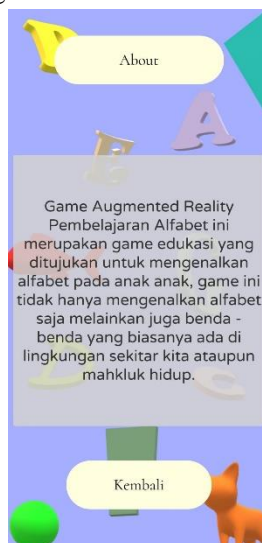 About
Game Augmented Reality
Pembelajaran Alfabet ini
merupakan game edukasi yang
ditujukan untuk mengenalkan
alfabet pada anak anak, game ini
tidak hanya mengenalkan alfabet
saja melainkan juga benda -
benda yang biasanya ada di
lingkungan sekitar kita ataupun
mahkluk hidup.
Kembali